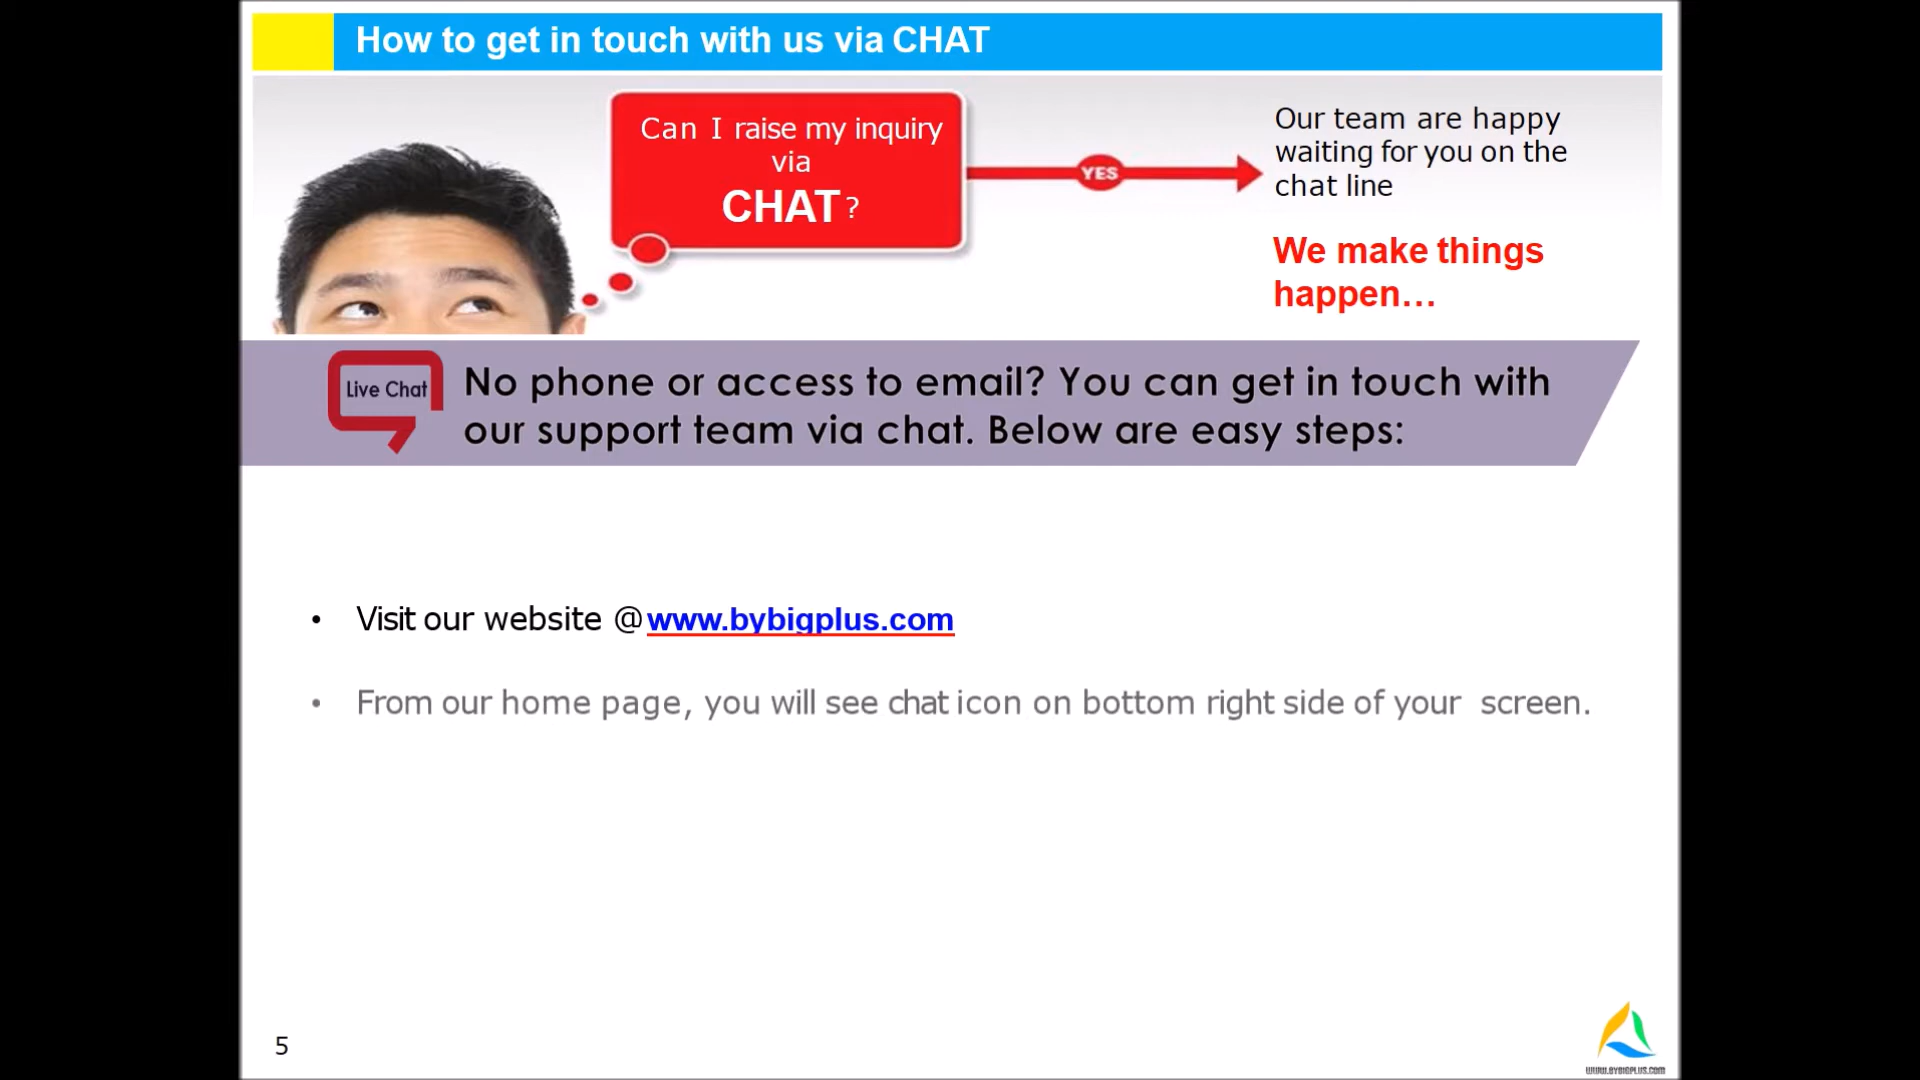 How to get in touch with us via CHAT
Can I raise my inquiry
via
CHAT?
YES
Our team are happy
waiting for you on the
chat line
We make things
happen…
Live Chat
No phone or access to email? You can get in touch with
our support team via chat. Below are easy steps:
• Visit our website @www.bybigplus.com
• From our home page, you will see chat icon on bottom right side of your screen.
5
WWW.BYBIGPLUS.COM